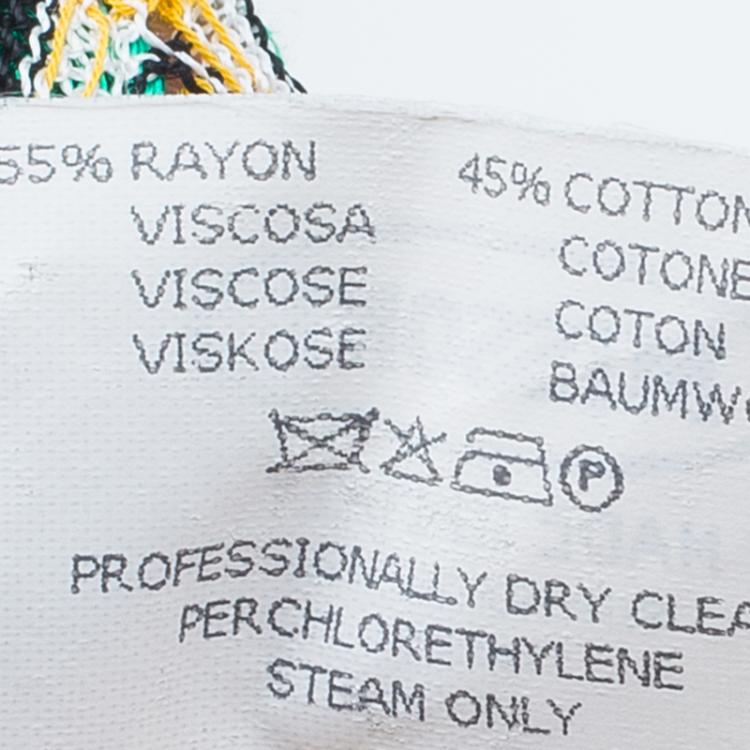 55% RAYON
VISCOSA
VISCOSE
VISKOSE
45% COTTON
COTONE
COTON
BAUMW
P
PROFESSIONALLY DRY CLEA
PERCHLORETHYLENE
STEAM ONLY